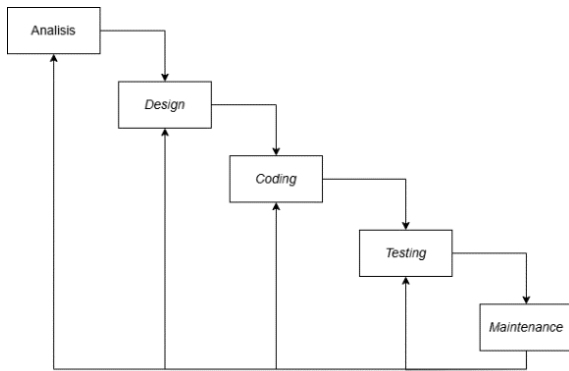 Analisis
Design
Coding
Testing
Maintenance